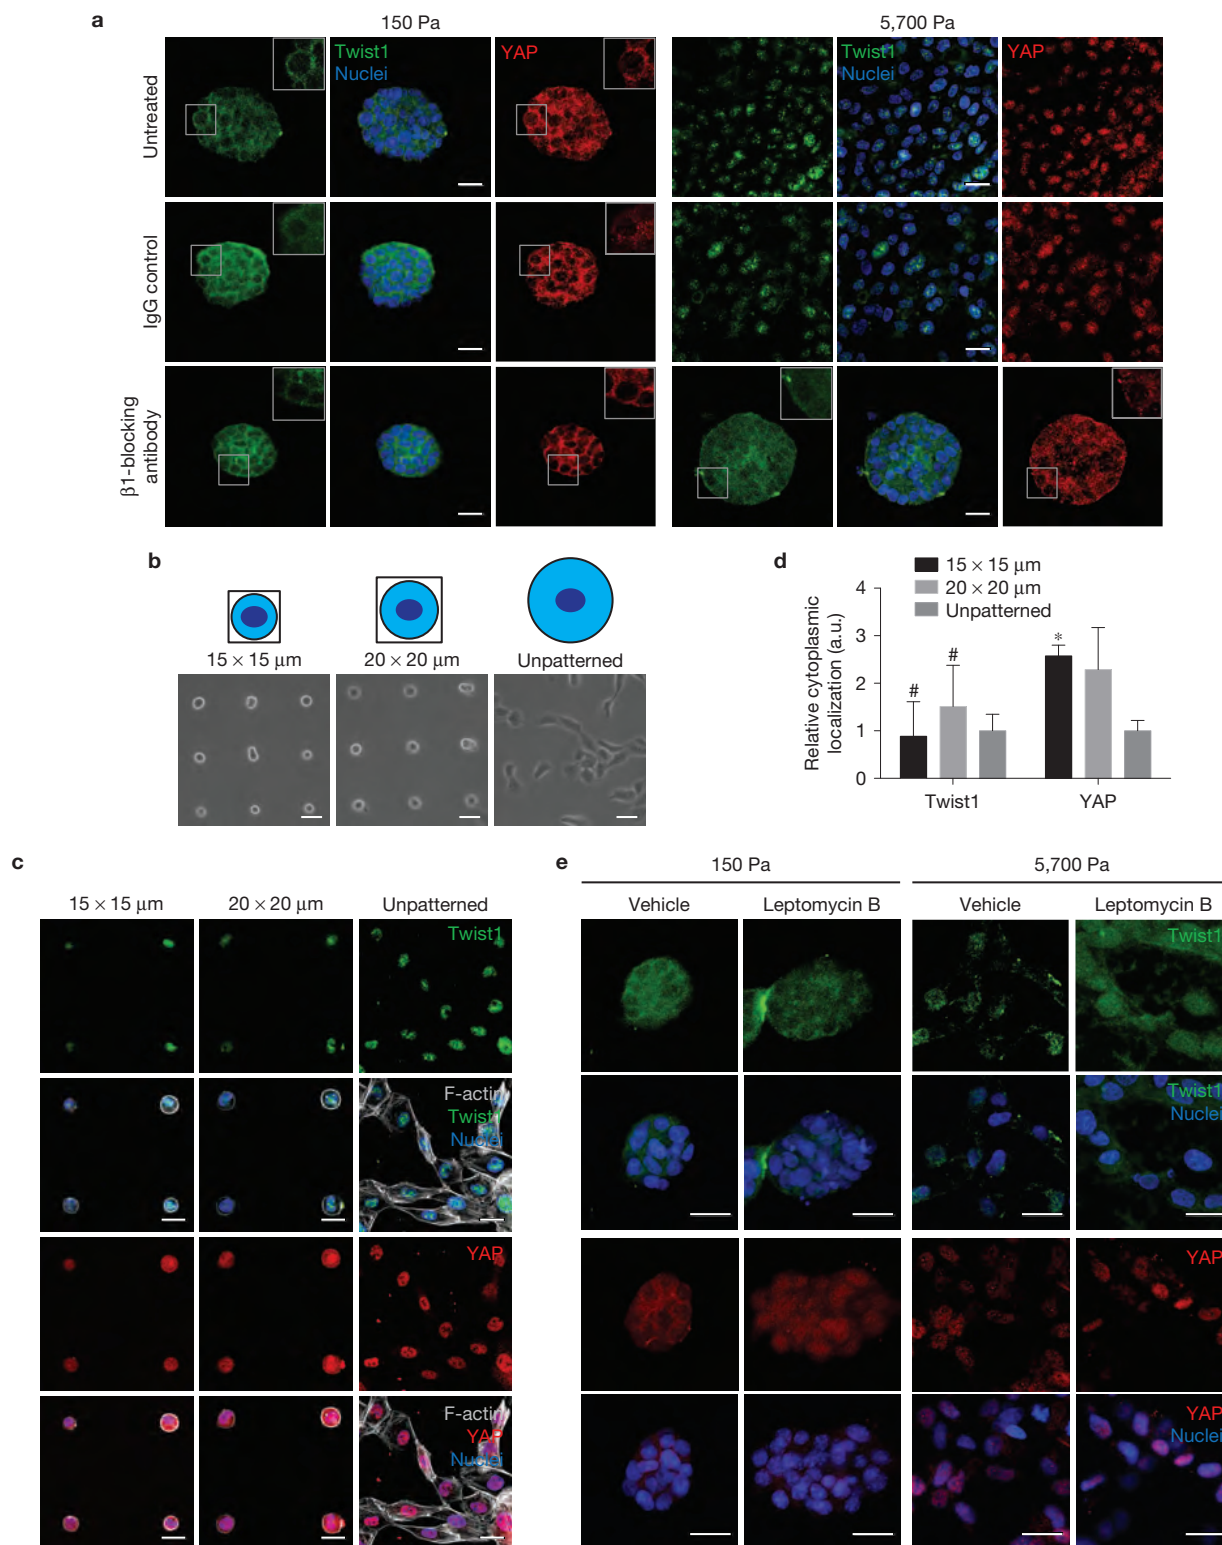 a
150 Pa
5,700 Pa
Untreated
Twist1
Nuclei
YAP
Twist1
Nuclei
YAP
IgG control
β1-blocking
antibody
b
15 × 15 μm
20 × 20 μm
Unpatterned
d
15 × 15 μm
20 × 20 μm
Unpatterned
Relative cytoplasmic
localization (a.u.)
4
3
2
1
0
#
#
*
Twist1
YAP
c
15 × 15 μm
20 × 20 μm
Unpatterned
Twist1
F-actin
Twist1
Nuclei
YAP
F-actin
YAP
Nuclei
e
150 Pa
5,700 Pa
Vehicle
Leptomycin B
Vehicle
Leptomycin B
Twist1
Twist1
Nuclei
YAP
YAP
Nuclei